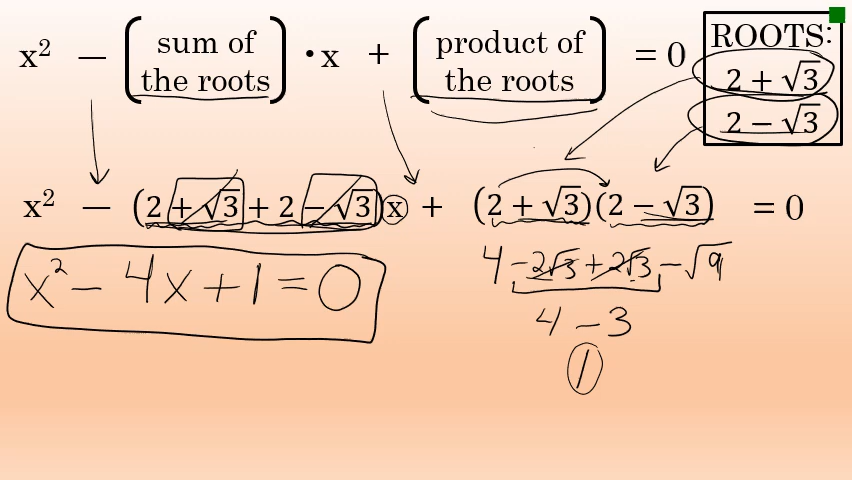 x² − (sum of the roots) · x + (product of the roots) = 0
ROOTS:
2 + √3
2 − √3
x² − (2 + √3 + 2 − √3)x + (2 + √3)(2 − √3) = 0
4 − 2√3 + 2√3 − √9
x² − 4x + 1 = 0
4 − 3
1